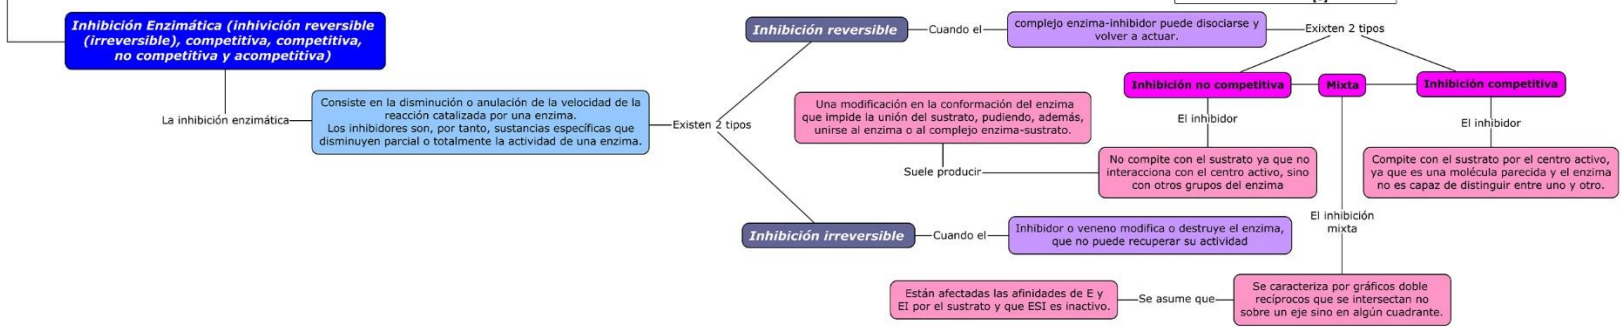 Inhibición Enzimática (inhivición reversible
(irreversible), competitiva, competitiva,
no competitiva y acompetitiva)
La inhibición enzimática
Consiste en la disminución o anulación de la velocidad de la
reacción catalizada por una enzima.
Los inhibidores son, por tanto, sustancias específicas que
disminuyen parcial o totalmente la actividad de una enzima.
Existen 2 tipos
Inhibición reversible
Cuando el
complejo enzima-inhibidor puede disociarse y
volver a actuar.
Exixten 2 tipos
Inhibición no competitiva
Mixta
Inhibición competitiva
El inhibidor
No compite con el sustrato ya que no
interacciona con el centro activo, sino
con otros grupos del enzima
Suele producir
Una modificación en la conformación del enzima
que impide la unión del sustrato, pudiendo, además,
unirse al enzima o al complejo enzima-sustrato.
El inhibidor
Compite con el sustrato por el centro activo,
ya que es una molécula parecida y el enzima
no es capaz de distinguir entre uno y otro.
El inhibición
mixta
Se caracteriza por gráficos doble
recíprocos que se intersectan no
sobre un eje sino en algún cuadrante.
Se asume que
Están afectadas las afinidades de E y
EI por el sustrato y que ESI es inactivo.
Inhibición irreversible
Cuando el
Inhibidor o veneno modifica o destruye el enzima,
que no puede recuperar su actividad